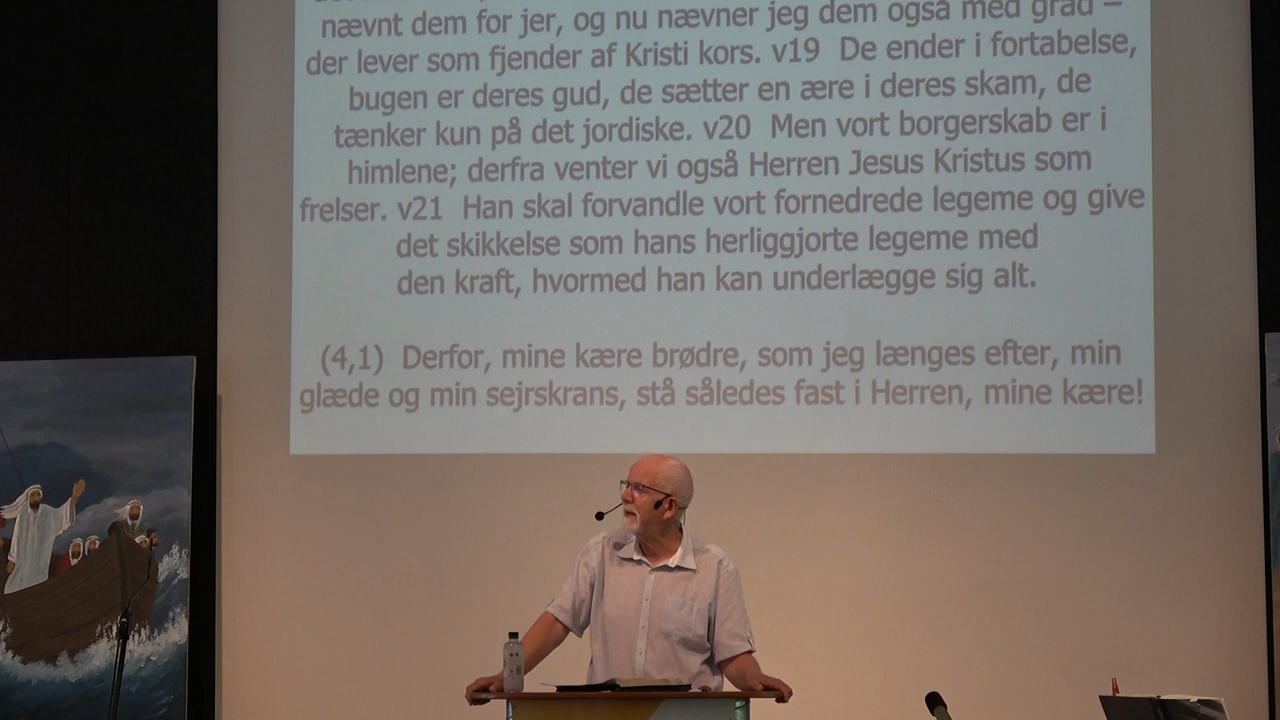 nævnt dem for jer, og nu nævner jeg dem også med gråd –
der lever som fjender af Kristi kors. v19 De ender i fortabelse,
bugen er deres gud, de sætter en ære i deres skam, de
tænker kun på det jordiske. v20 Men vort borgerskab er i
himlene; derfra venter vi også Herren Jesus Kristus som
frelser. v21 Han skal forvandle vort fornedrede legeme og give
det skikkelse som hans herliggjorte legeme med
den kraft, hvormed han kan underlægge sig alt.
(4,1) Derfor, mine kære brødre, som jeg længes efter, min
glæde og min sejrskrans, stå således fast i Herren, mine kære!